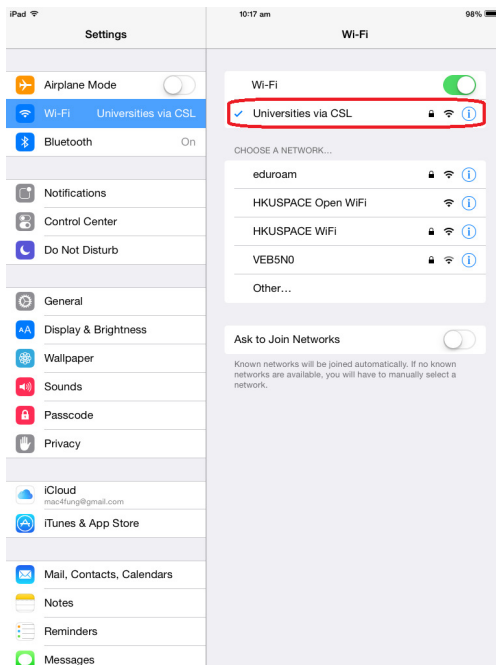 iPad 10:17 am 98%
Settings
Wi-Fi
Airplane Mode
Wi-Fi Universities via CSL
Bluetooth On
Notifications
Control Center
Do Not Disturb
General
AA Display & Brightness
Wallpaper
Sounds
Passcode
Privacy
iCloud
mac4fung@gmail.com
iTunes & App Store
Mail, Contacts, Calendars
Notes
Reminders
Messages
Wi-Fi
Universities via CSL
CHOOSE A NETWORK...
eduroam
HKUSPACE Open WiFi
HKUSPACE WiFi
VEB5N0
Other...
Ask to Join Networks
Known networks will be joined automatically. If no known
networks are available, you will have to manually select a
network.